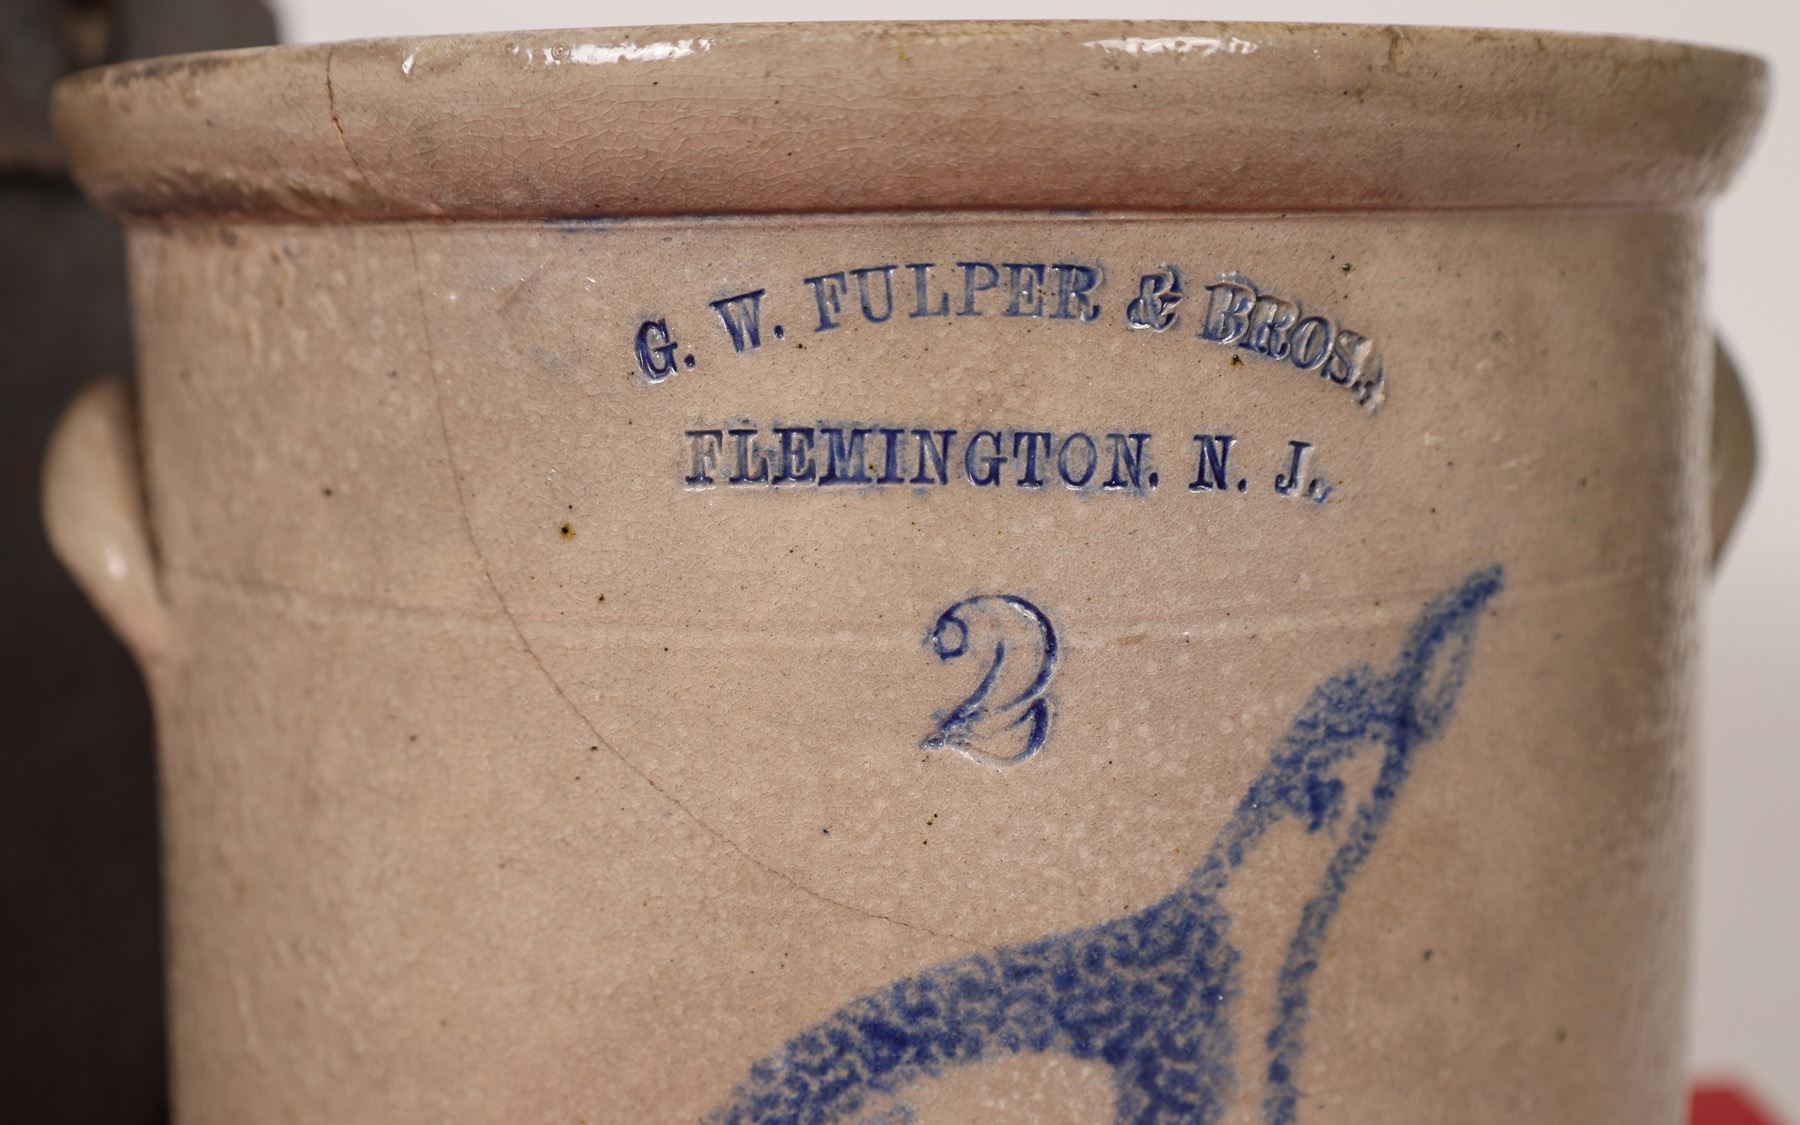 G. W. FULPER & BROS.,
FLEMINGTON. N. J.,
2